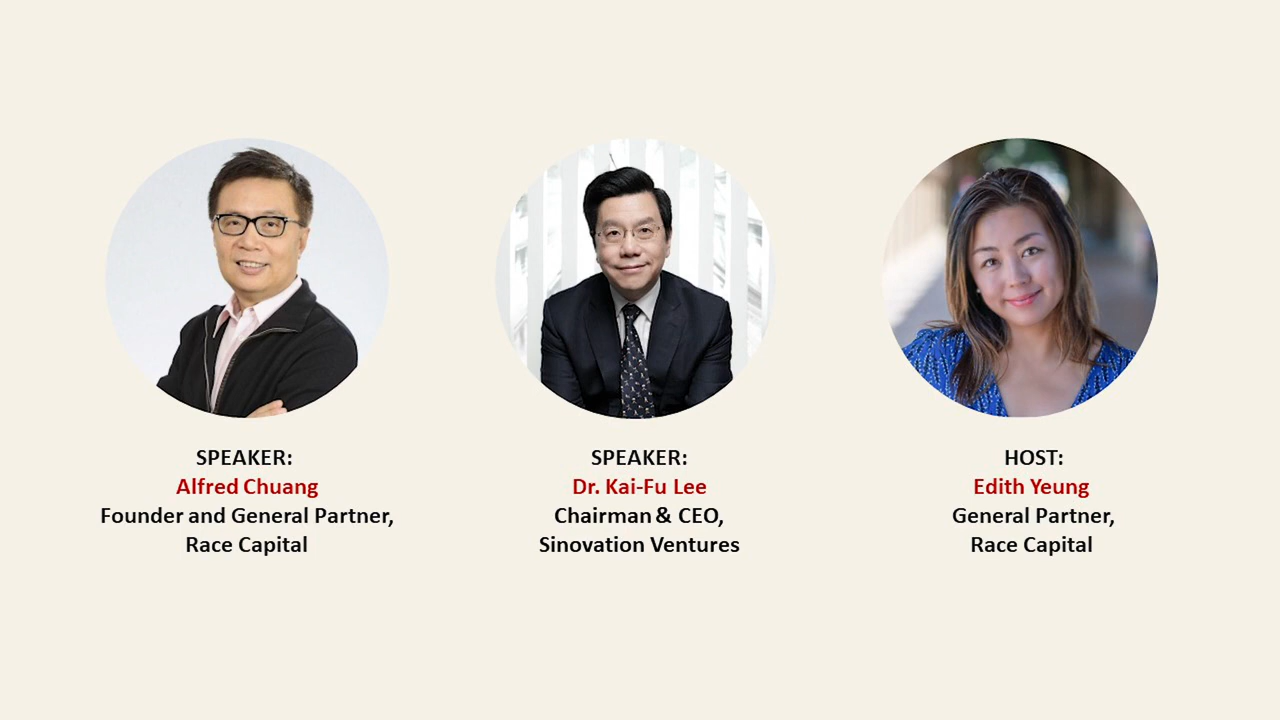 SPEAKER:
Alfred Chuang
Founder and General Partner,
Race Capital
SPEAKER:
Dr. Kai-Fu Lee
Chairman & CEO,
Sinovation Ventures
HOST:
Edith Yeung
General Partner,
Race Capital